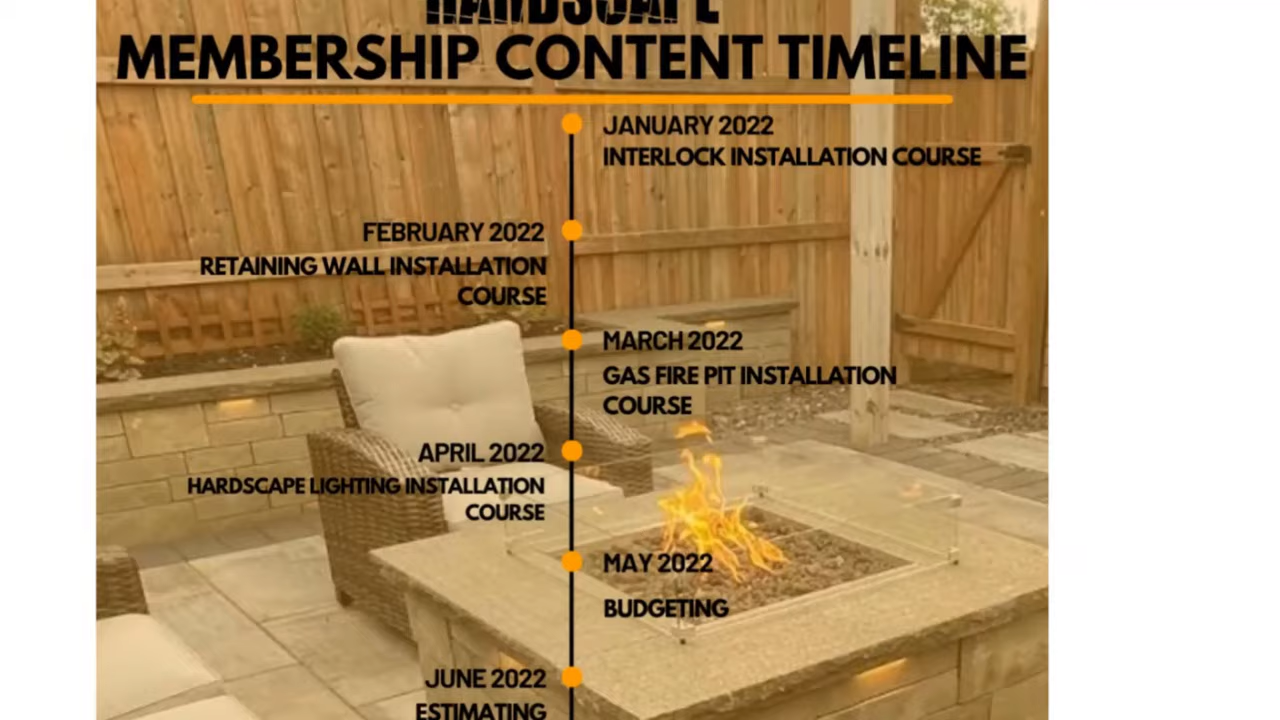 HARDSCAPE
MEMBERSHIP CONTENT TIMELINE
JANUARY 2022
INTERLOCK INSTALLATION COURSE
FEBRUARY 2022
RETAINING WALL INSTALLATION
COURSE
MARCH 2022
GAS FIRE PIT INSTALLATION
COURSE
APRIL 2022
HARDSCAPE LIGHTING INSTALLATION
COURSE
MAY 2022
BUDGETING
JUNE 2022
ESTIMATING